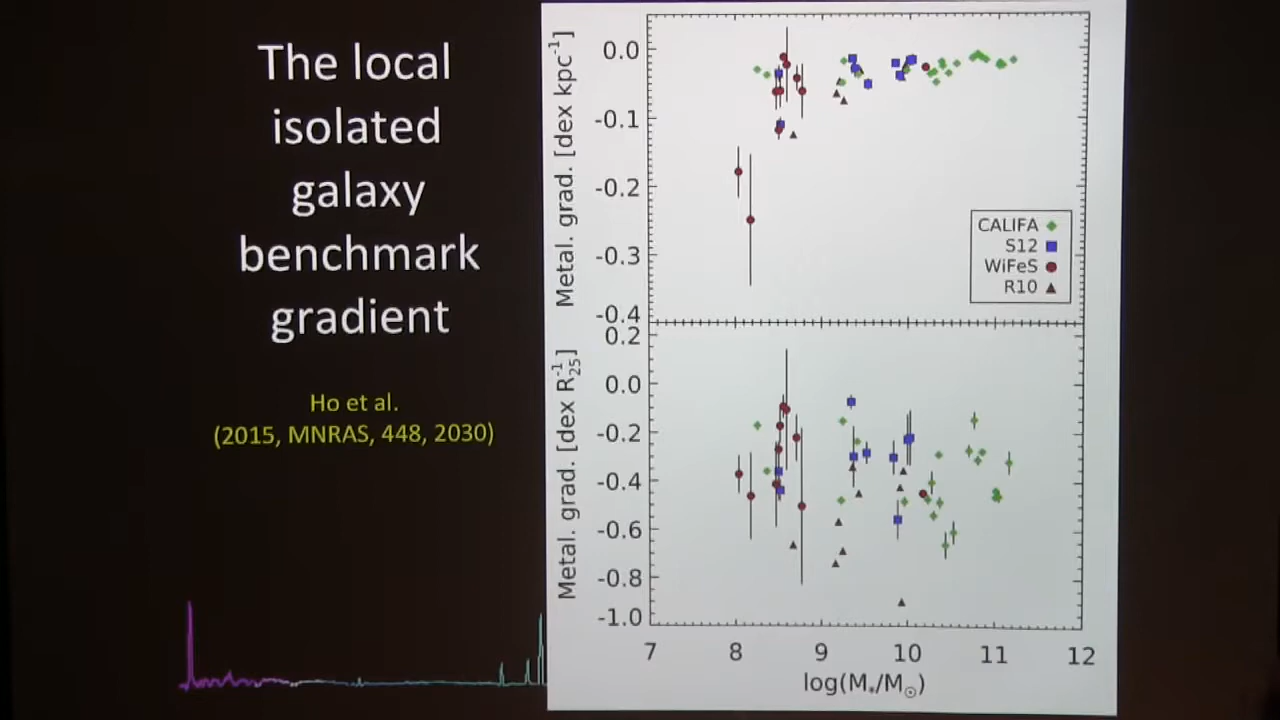 The local
isolated
galaxy
benchmark
gradient
Ho et al.
(2015, MNRAS, 448, 2030)
Metal. grad. [dex kpc⁻¹]
0.0
-0.1
-0.2
-0.3
-0.4
CALIFA
S12
WiFeS
R10
Metal. grad. [dex R₂₅⁻¹]
0.2
0.0
-0.2
-0.4
-0.6
-0.8
-1.0
7 8 9 10 11 12
log(M*/M☉)